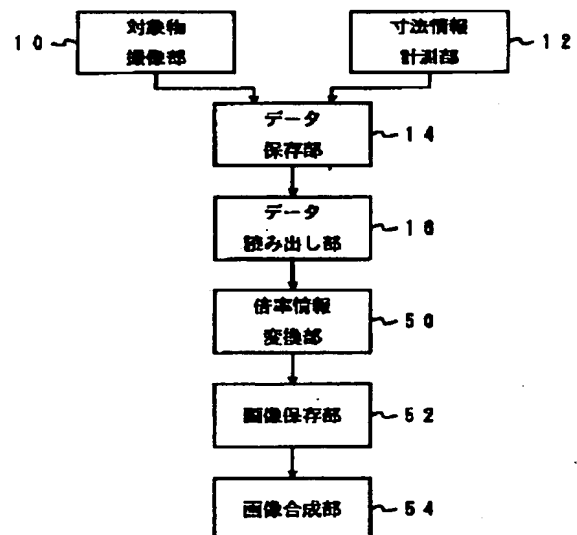 10
対象物
撮像部
寸法情報
計測部
12
データ
保存部
14
データ
読み出し部
16
倍率情報
変換部
50
画像保存部
52
画像合成部
54